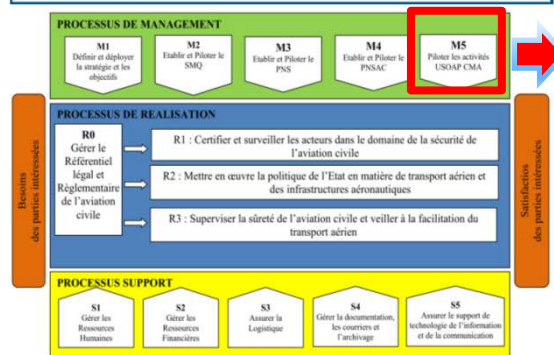 PROCESSUS DE MANAGEMENT
M1
Définir et déployer
la stratégie et les
objectifs
M2
Etablir et Piloter le
SMQ
M3
Etablir et Piloter le
PNS
M4
Etablir et Piloter le
PNSAC
M5
Piloter les activités
USOAP CMA
Besoins
des parties intéressées
PROCESSUS DE REALISATION
R0
Gérer le
Référentiel
légal et
Règlementaire
de l'aviation
civile
R1 : Certifier et surveiller les acteurs dans le domaine de la sécurité de
l'aviation civile
R2 : Mettre en œuvre la politique de l'Etat en matière de transport aérien et
des infrastructures aéronautiques
R3 : Superviser la sûreté de l'aviation civile et veiller à la facilitation du
transport aérien
Satisfaction
des parties intéressées
PROCESSUS SUPPORT
S1
Gérer les
Ressources
Humaines
S2
Gérer les
Ressources
Financières
S3
Assurer la
Logistique
S4
Gérer la documentation,
les courriers et
l'archivage
S5
Assurer le support de
technologie de l'information
et de la communication